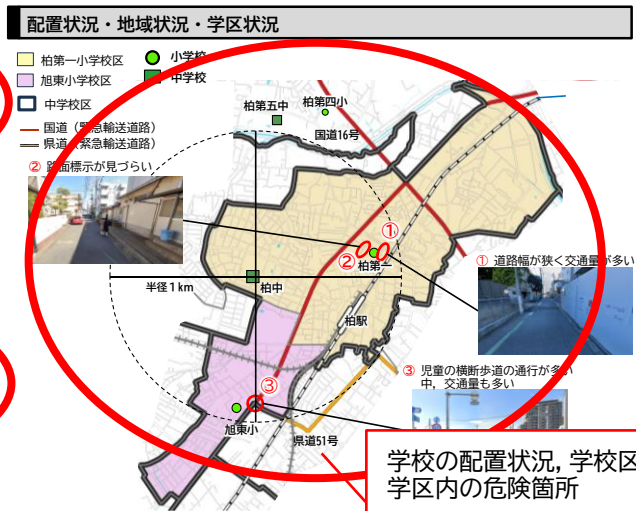 配置状況・地域状況・学区状況
柏第一小学校区
小学校
旭東小学校区
中学校
中学校区
国道（緊急輸送道路）
県道（緊急輸送道路）
② 路面標示が見づらい
柏第五中
柏第四小
国道16号
①
②
柏第一
① 道路幅が狭く交通量が多い
柏中
半径１km
柏駅
③ 児童の横断歩道の通行が多い
中，交通量も多い
③
旭東小
県道51号
学校の配置状況，学校区
学区内の危険箇所